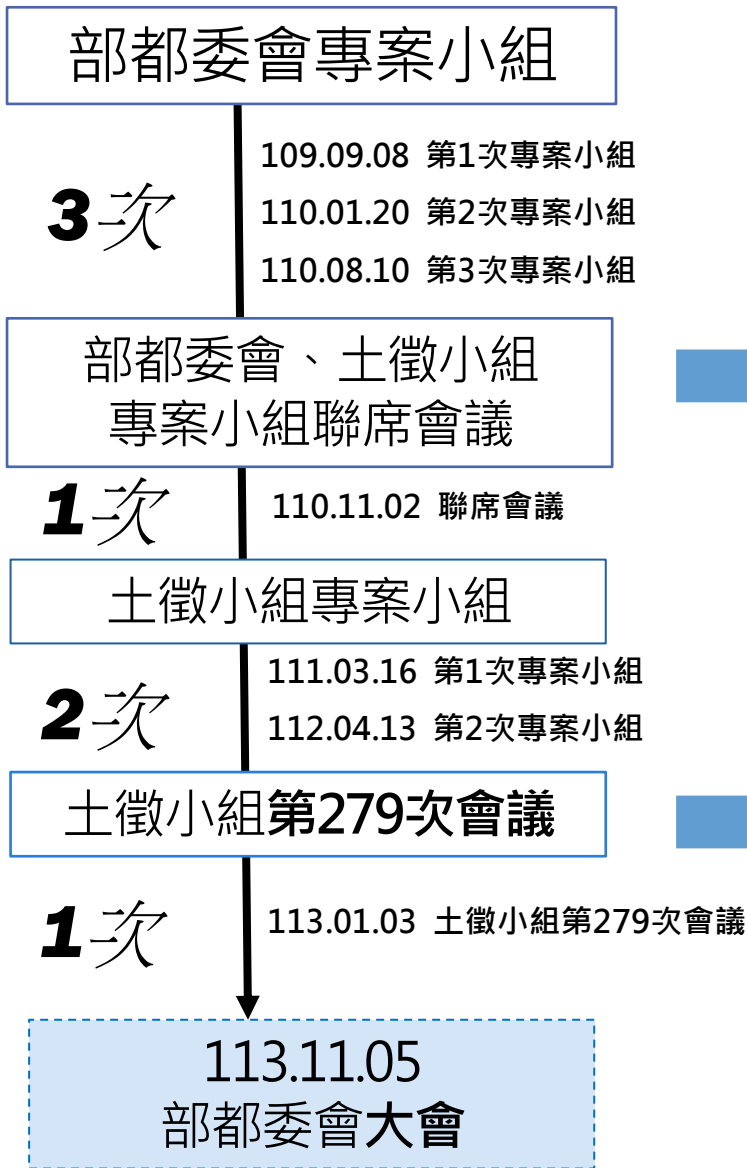 部都委會專案小組
3次
109.09.08 第1次專案小組
110.01.20 第2次專案小組
110.08.10 第3次專案小組
部都委會、土徵小組
專案小組聯席會議
1次
110.11.02 聯席會議
土徵小組專案小組
2次
111.03.16 第1次專案小組
112.04.13 第2次專案小組
土徵小組第279次會議
1次
113.01.03 土徵小組第279次會議
113.11.05
部都委會大會